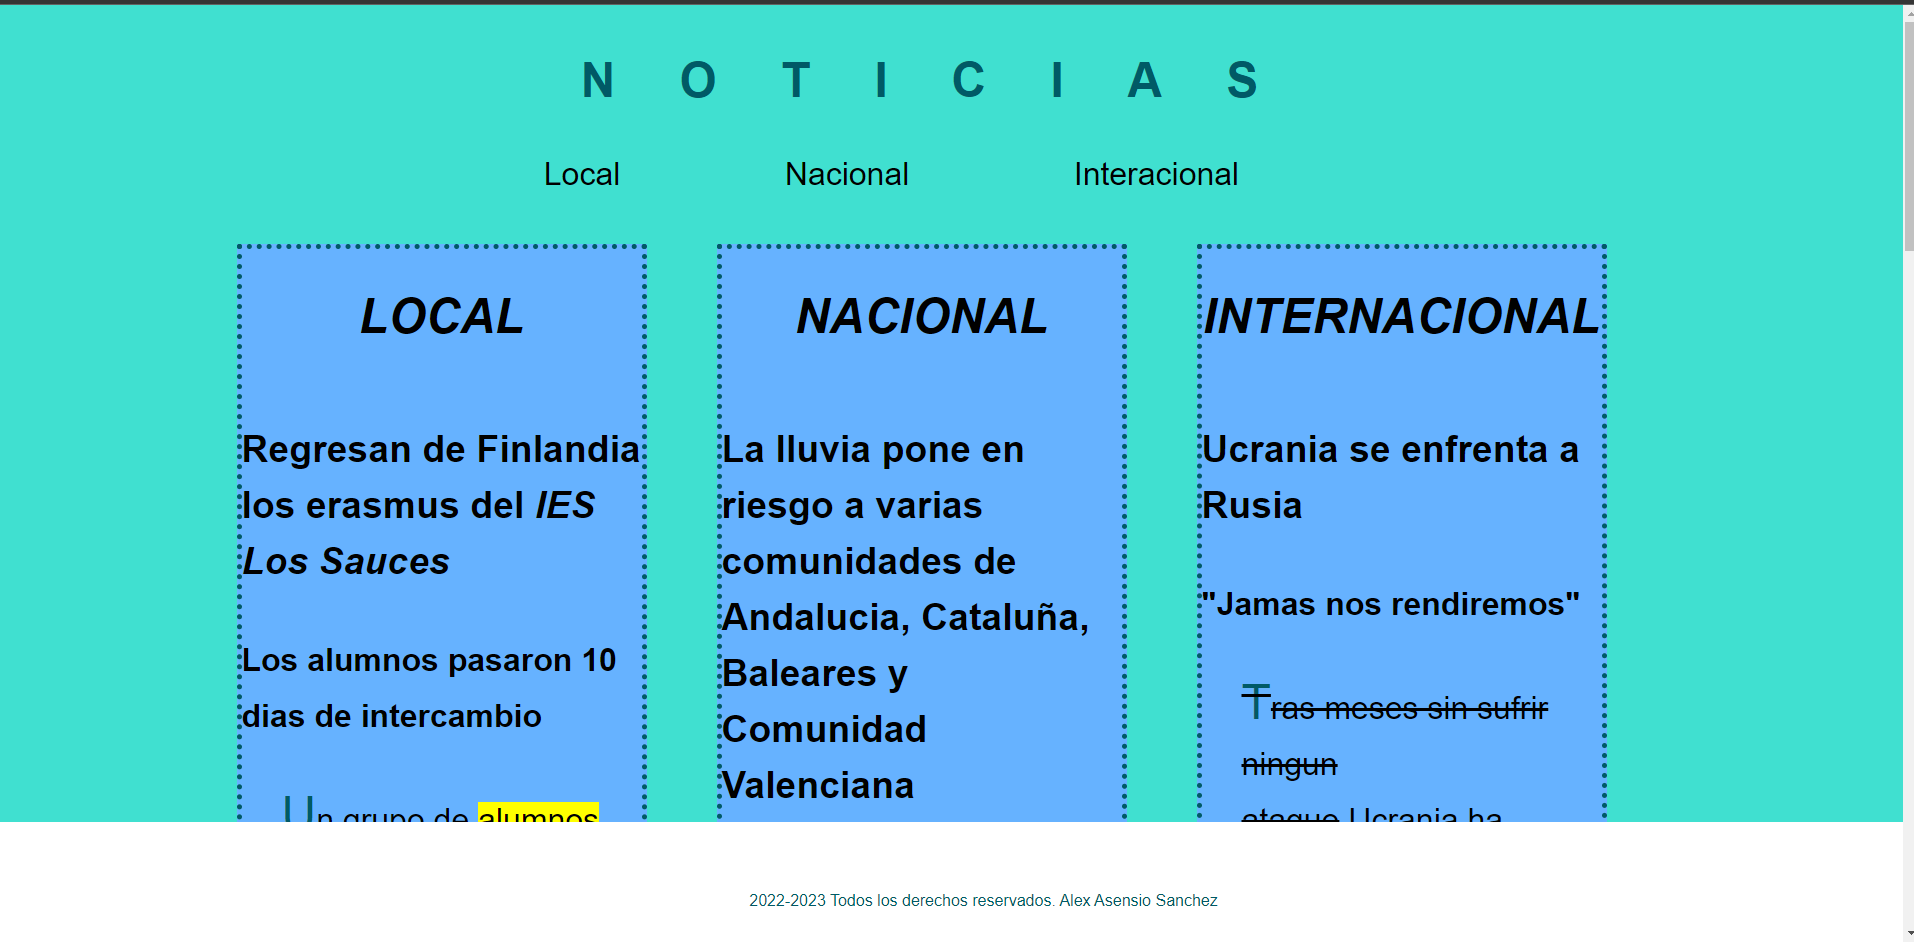 N O T I C I A S
Local Nacional Interacional
LOCAL
Regresan de Finlandia
los erasmus del IES
Los Sauces
Los alumnos pasaron 10
dias de intercambio
Un grupo de alumnos
NACIONAL
La lluvia pone en
riesgo a varias
comunidades de
Andalucia, Cataluña,
Baleares y
Comunidad
Valenciana
INTERNACIONAL
Ucrania se enfrenta a
Rusia
"Jamas nos rendiremos"
Tras meses sin sufrir
ningun
ataque Ucrania ha
2022-2023 Todos los derechos reservados. Alex Asensio Sanchez